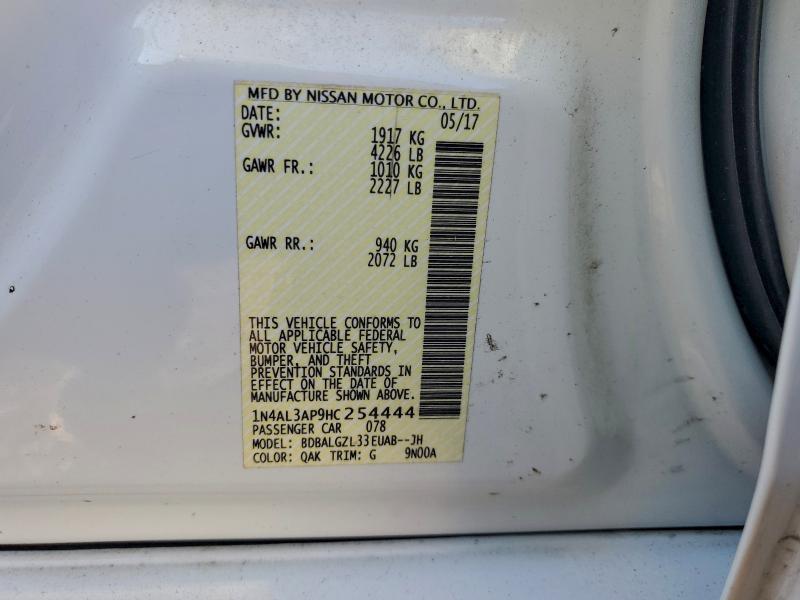 MFD BY NISSAN MOTOR CO., LTD.
DATE: 05/17
GVWR: 1917 KG
4226 LB
GAWR FR.: 1010 KG
2227 LB
GAWR RR.: 940 KG
2072 LB
THIS VEHICLE CONFORMS TO
ALL APPLICABLE FEDERAL
MOTOR VEHICLE SAFETY,
BUMPER, AND THEFT
PREVENTION STANDARDS IN
EFFECT ON THE DATE OF
MANUFACTURE SHOWN ABOVE.
1N4AL3AP9HC254444
PASSENGER CAR 078
MODEL: BDBALGZL33EUAB--JH
COLOR: QAK TRIM: G 9N00A